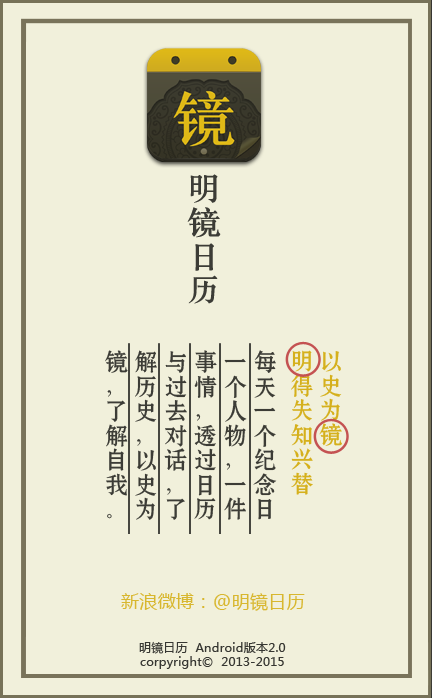 镜
明镜日历
以史为镜
明得失知兴替
每天一个纪念日
一个人物，一件
事情，透过日历
与过去对话，了
解历史，以史为
镜，了解自我。
新浪微博：@明镜日历
明镜日历 Android版本2.0
corpyright© 2013-2015